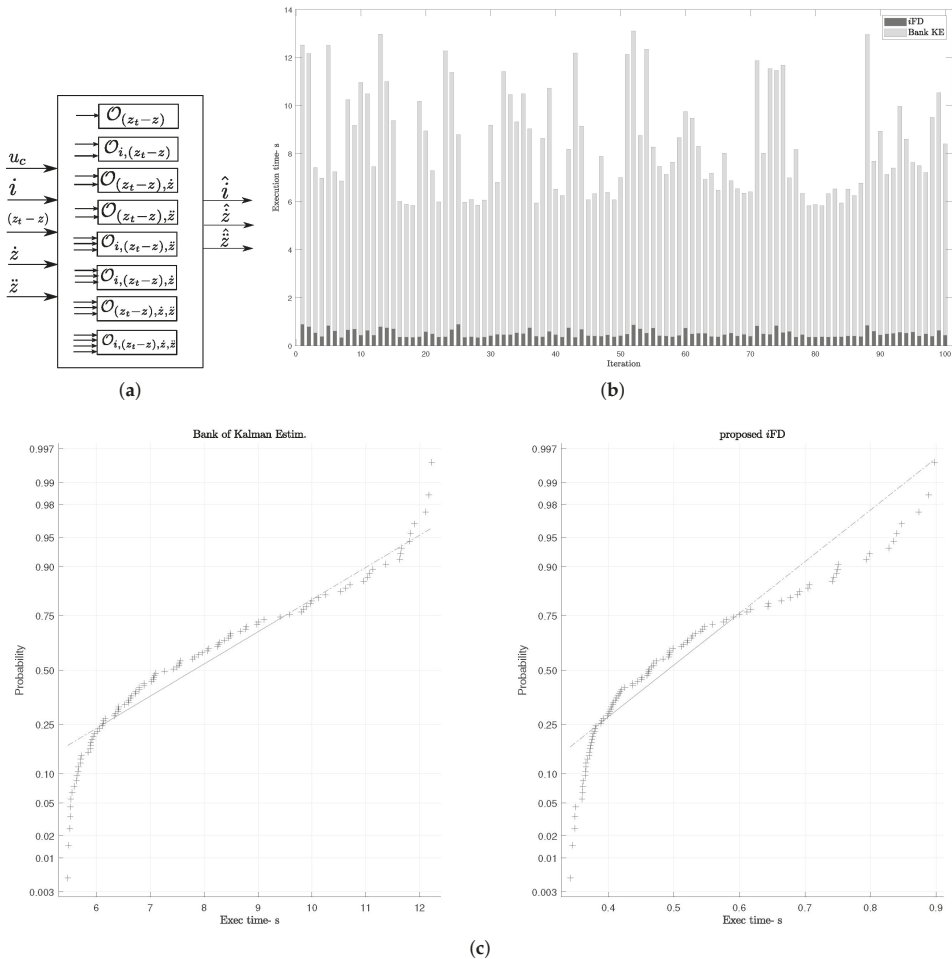 u_c
i
(z_t − z)
ż
z̈
𝒪_(z_t−z)
𝒪_i,(z_t−z)
𝒪_(z_t−z),ż
𝒪_(z_t−z),z̈
𝒪_i,(z_t−z),z̈
𝒪_i,(z_t−z),ż
𝒪_(z_t−z),ż,z̈
𝒪_i,(z_t−z),ż,z̈
î
ż̂
z̈̂
(a)
iFD
Bank KE
Execution time- s
14
12
10
8
6
4
2
0
0 10 20 30 40 50 60 70 80 90 100
Iteration
(b)
Bank of Kalman Estim.
Probability
0.997
0.99
0.98
0.95
0.90
0.75
0.50
0.25
0.10
0.05
0.02
0.01
0.003
6 7 8 9 10 11 12
Exec time- s
proposed iFD
Probability
0.997
0.99
0.98
0.95
0.90
0.75
0.50
0.25
0.10
0.05
0.02
0.01
0.003
0.4 0.5 0.6 0.7 0.8 0.9
Exec time- s
(c)